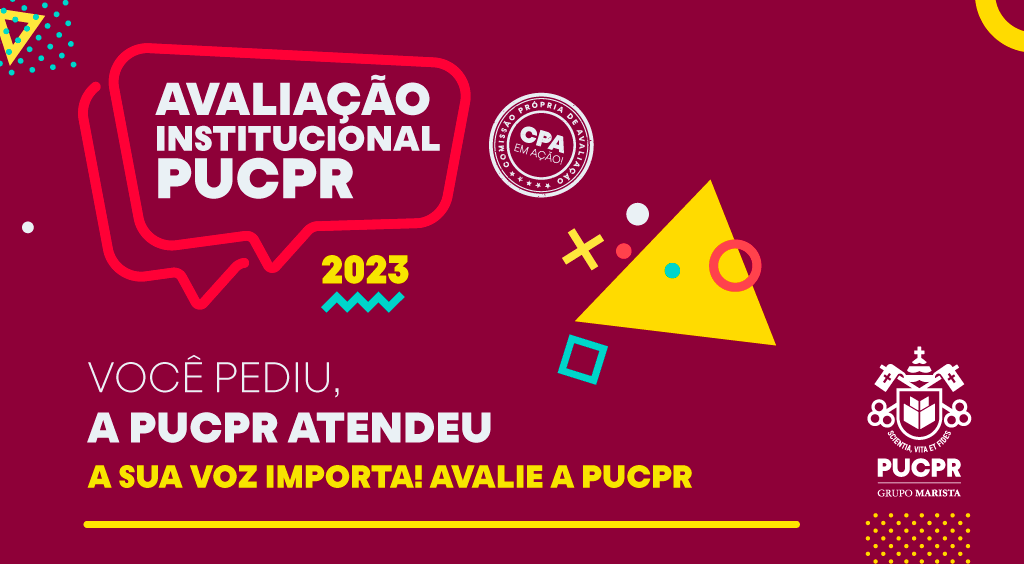 AVALIAÇÃO
INSTITUCIONAL
PUCPR
COMISSÃO PRÓPRIA DE AVALIAÇÃO
CPA
EM AÇÃO!
2023
VOCÊ PEDIU,
A PUCPR ATENDEU
A SUA VOZ IMPORTA! AVALIE A PUCPR
SCIENTIA, VITA ET FIDES
PUCPR
GRUPO MARISTA